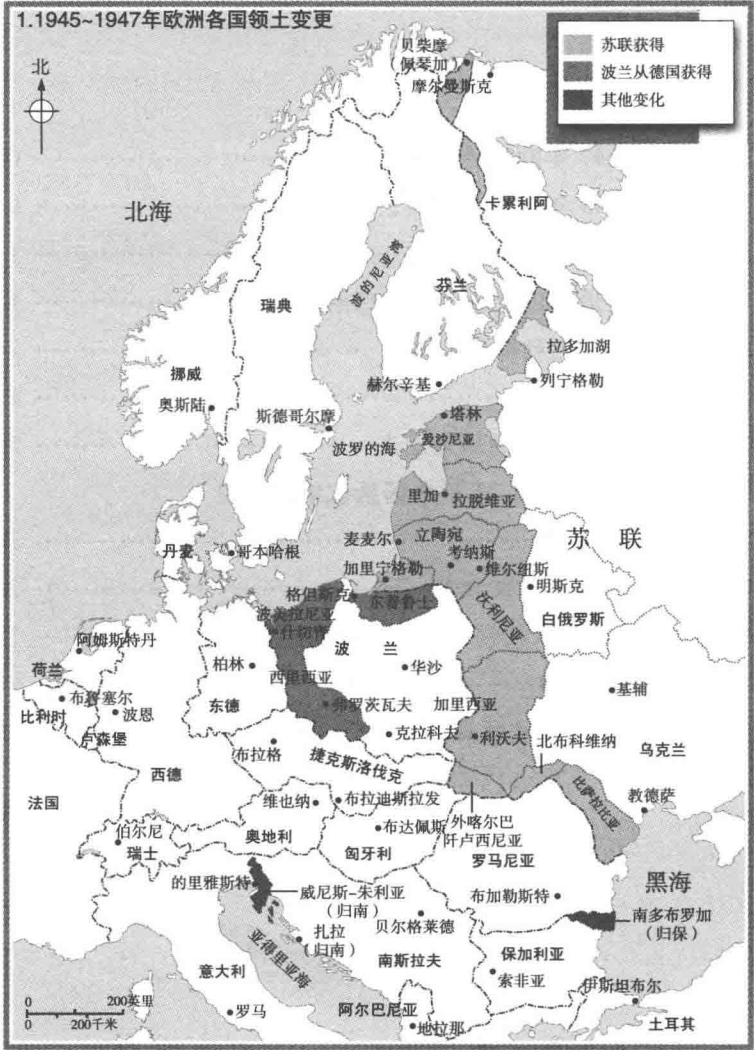 1.1945~1947年欧洲各国领土变更
苏联获得
波兰从德国获得
其他变化
北
贝柴摩
(佩琴加)
摩尔曼斯克
卡累利阿
北海
波的尼亚湾
瑞典
芬兰
挪威
拉多加湖
奥斯陆
赫尔辛基
列宁格勒
斯德哥尔摩
塔林
波罗的海
爱沙尼亚
里加
拉脱维亚
丹麦
哥本哈根
麦麦尔
立陶宛
考纳斯
维尔纽斯
苏联
加里宁格勒
明斯克
格但斯克
东普鲁士
沃利尼亚
白俄罗斯
波美拉尼亚
什切青
阿姆斯特丹
波兰
荷兰
柏林
西里西亚
华沙
布鲁塞尔
波恩
东德
弗罗茨瓦夫
加里西亚
基辅
比利时
卢森堡
克拉科夫
利沃夫
北布科维纳
乌克兰
布拉格
捷克斯洛伐克
西德
比萨拉比亚
法国
维也纳
布拉迪斯拉发
教德萨
伯尔尼
瑞士
奥地利
布达佩斯
匈牙利
外喀尔巴
阡卢西尼亚
罗马尼亚
黑海
的里雅斯特
威尼斯-朱利亚
(归南)
布加勒斯特
南多布罗加
(归保)
扎拉
(归南)
贝尔格莱德
亚得里亚海
南斯拉夫
保加利亚
意大利
索非亚
伊斯坦布尔
0 200英里
0 200千米
罗马
阿尔巴尼亚
地拉那
土耳其